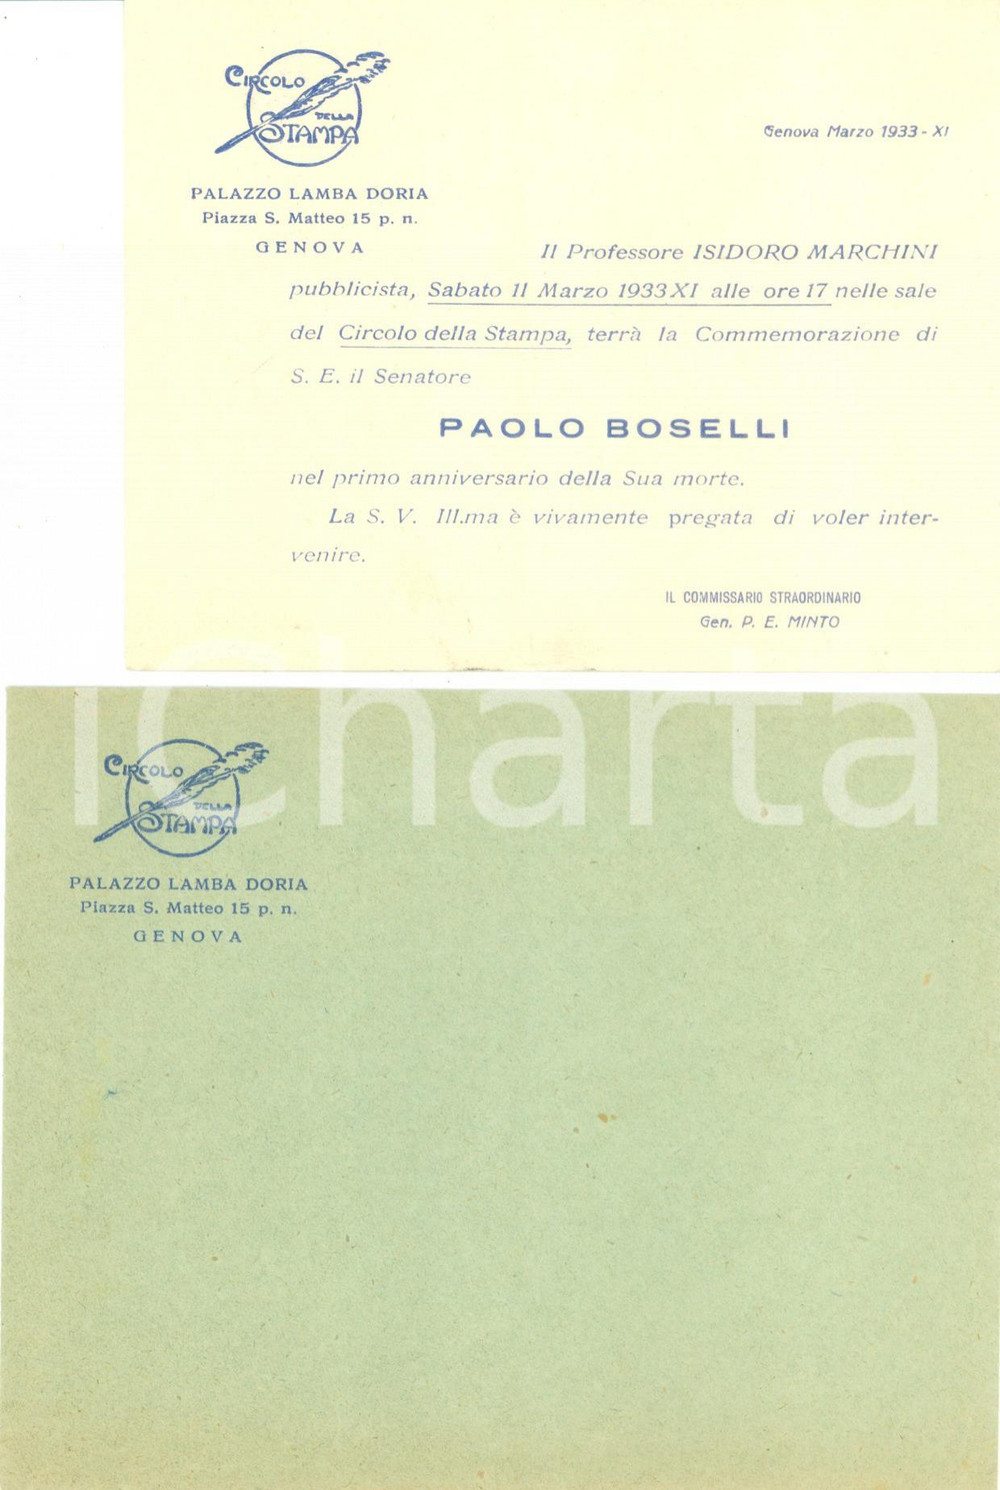 CIRCOLO
DELLA
STAMPA
PALAZZO LAMBA DORIA
Piazza S. Matteo 15 p. n.
GENOVA
Genova Marzo 1933 - XI
Il Professore ISIDORO MARCHINI
pubblicista, Sabato 11 Marzo 1933 XI alle ore 17 nelle sale
del Circolo della Stampa, terrà la Commemorazione di
S. E. il Senatore
PAOLO BOSELLI
nel primo anniversario della Sua morte.
La S. V. Ill.ma è vivamente pregata di voler inter-
venire.
IL COMMISSARIO STRAORDINARIO
Gen. P. E. MINTO
iCharta
CIRCOLO
DELLA
STAMPA
PALAZZO LAMBA DORIA
Piazza S. Matteo 15 p. n.
GENOVA